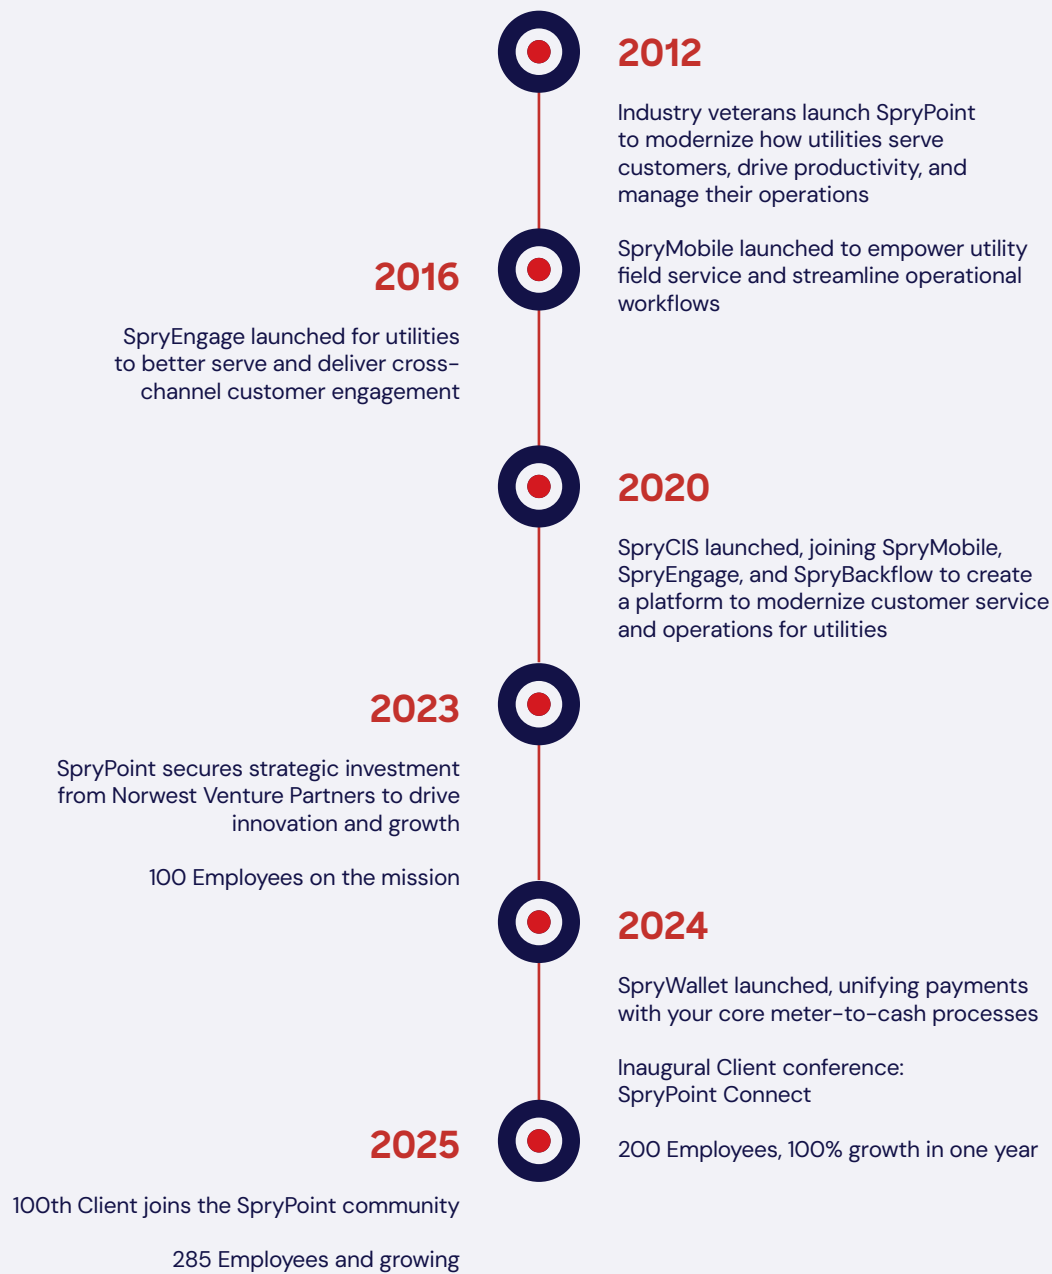 2012
Industry veterans launch SpryPoint
to modernize how utilities serve
customers, drive productivity, and
manage their operations
SpryMobile launched to empower utility
field service and streamline operational
workflows
2016
SpryEngage launched for utilities
to better serve and deliver cross-
channel customer engagement
2020
SpryCIS launched, joining SpryMobile,
SpryEngage, and SpryBackflow to create
a platform to modernize customer service
and operations for utilities
2023
SpryPoint secures strategic investment
from Norwest Venture Partners to drive
innovation and growth
100 Employees on the mission
2024
SpryWallet launched, unifying payments
with your core meter-to-cash processes
Inaugural Client conference:
SpryPoint Connect
200 Employees, 100% growth in one year
2025
100th Client joins the SpryPoint community
285 Employees and growing